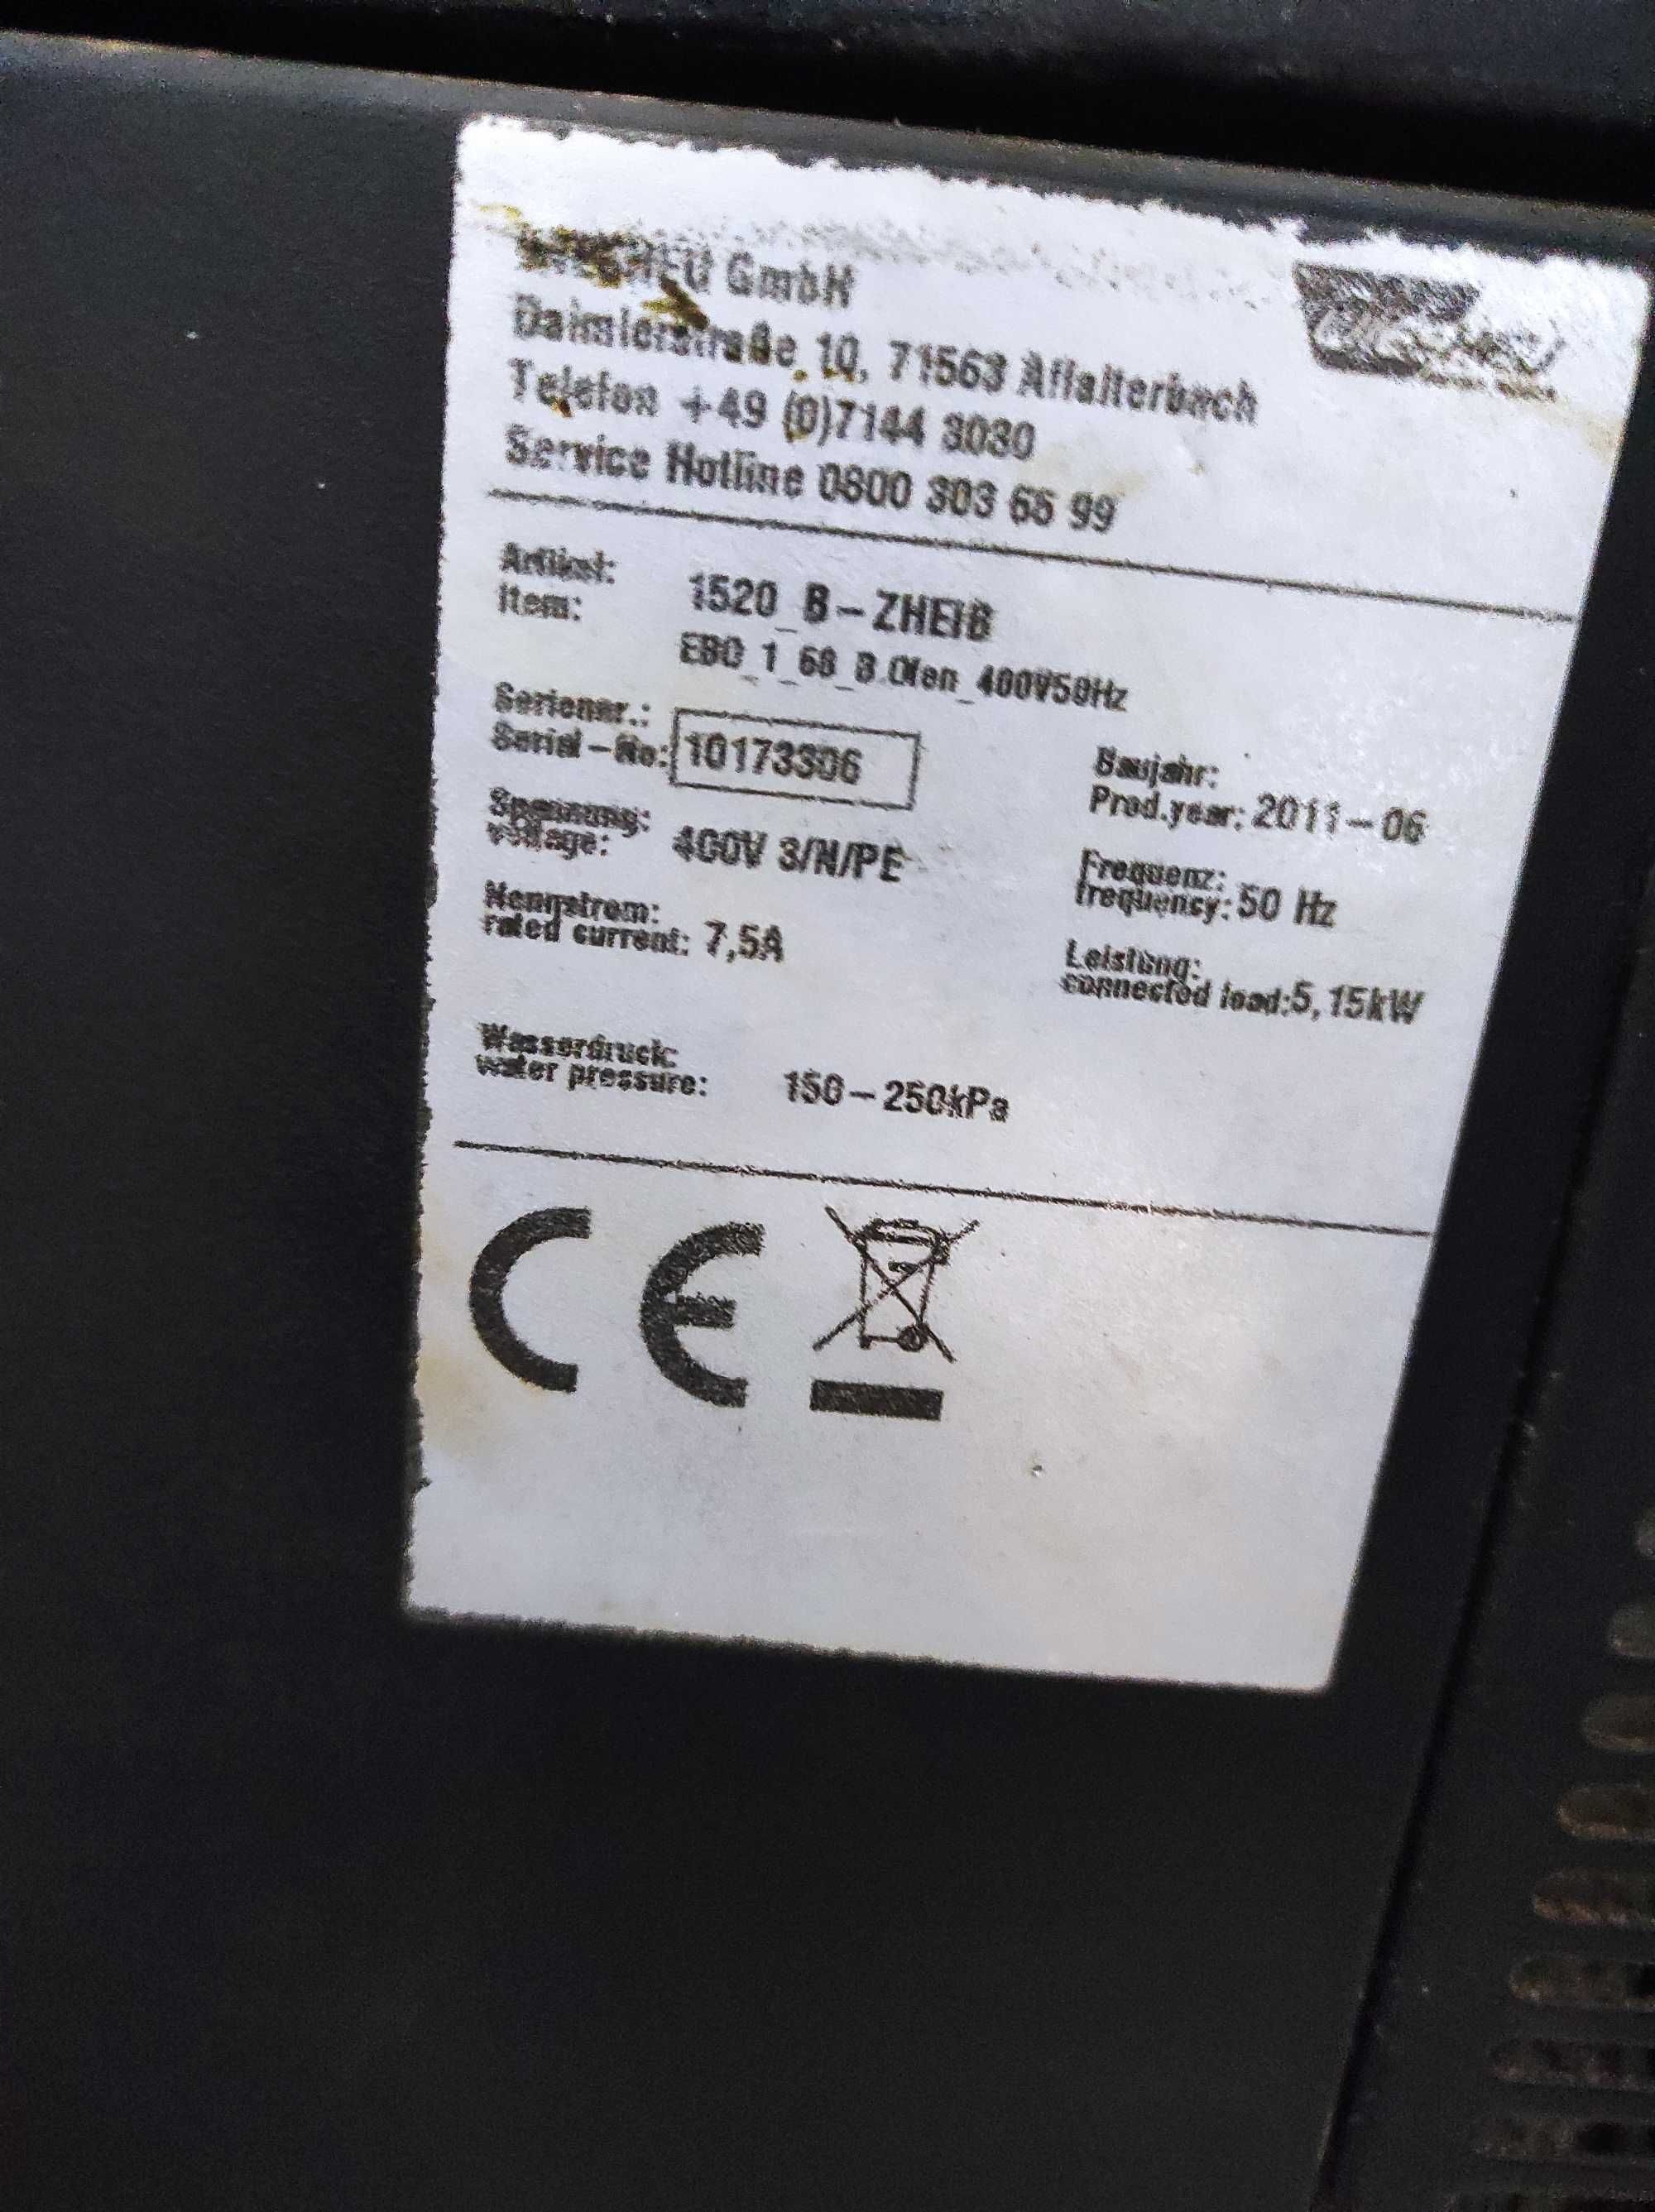 GmbH
Daimlerstraße 10, 71563 Affalterbach
Telefon +49 (0)7144 3030
Service Hotline 0800 303 65 99
Artikel:
Item: 1520_B-ZHEIB
EBO_1_68_B.Ofen_400V50Hz
Seriennr.:
Serial-No: 10173306
Baujahr:
Prod.year: 2011-06
Spannung:
voltage: 400V 3/N/PE
Frequenz:
frequency: 50 Hz
Nennstrom:
rated current: 7,5A
Leistung:
connected load: 5,15kW
Wasserdruck:
water pressure: 150-250kPa
CE